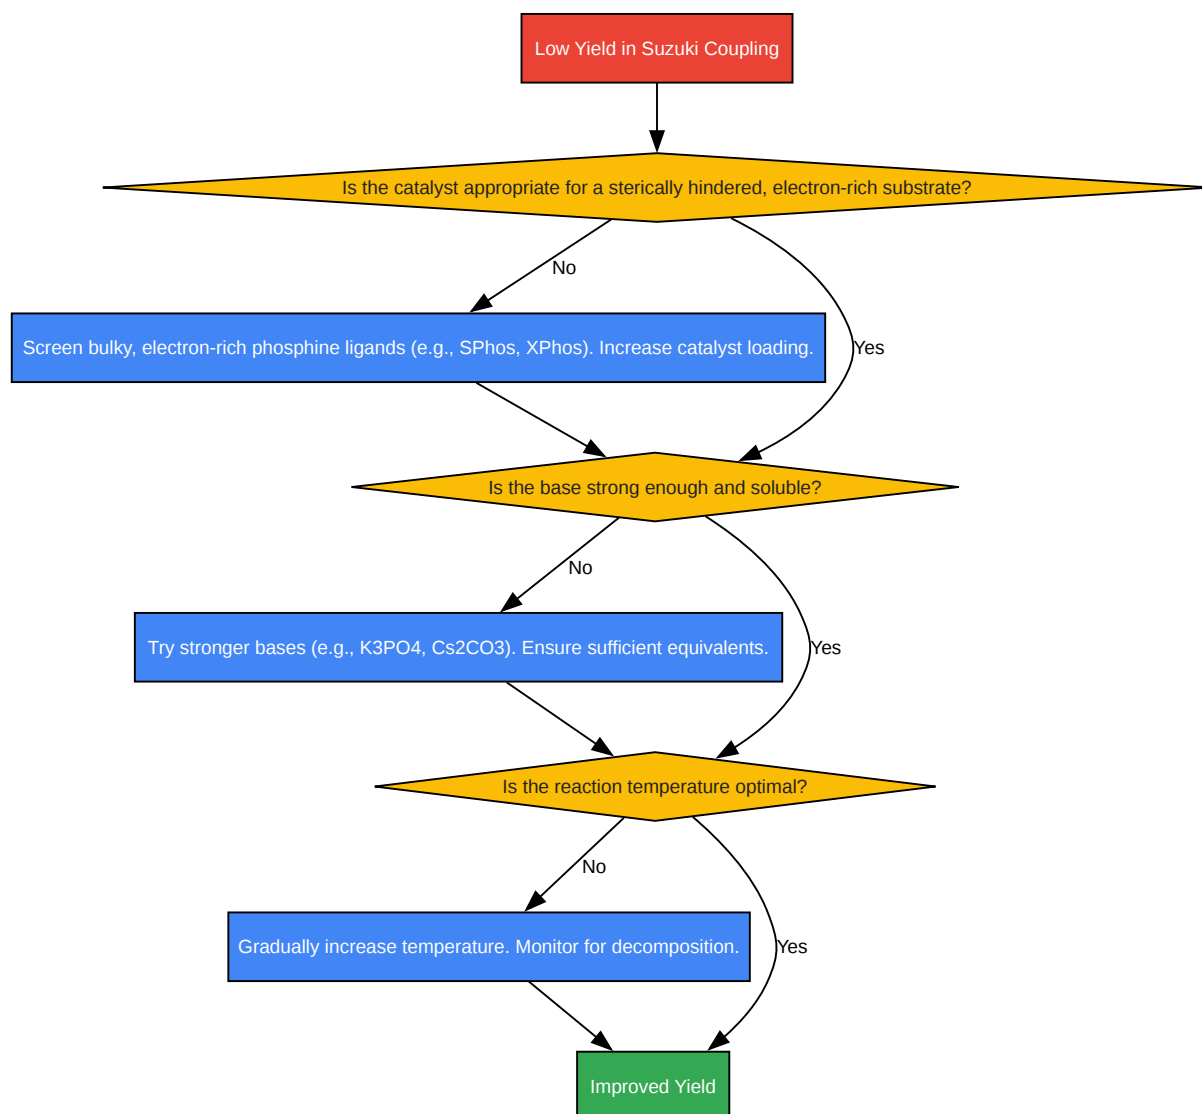 Low Yield in Suzuki Coupling
Is the catalyst appropriate for a sterically hindered, electron-rich substrate?
No
Screen bulky, electron-rich phosphine ligands (e.g., SPhos, XPhos). Increase catalyst loading.
Yes
Is the base strong enough and soluble?
No
Try stronger bases (e.g., K3PO4, Cs2CO3). Ensure sufficient equivalents.
Yes
Is the reaction temperature optimal?
No
Gradually increase temperature. Monitor for decomposition.
Yes
Improved Yield